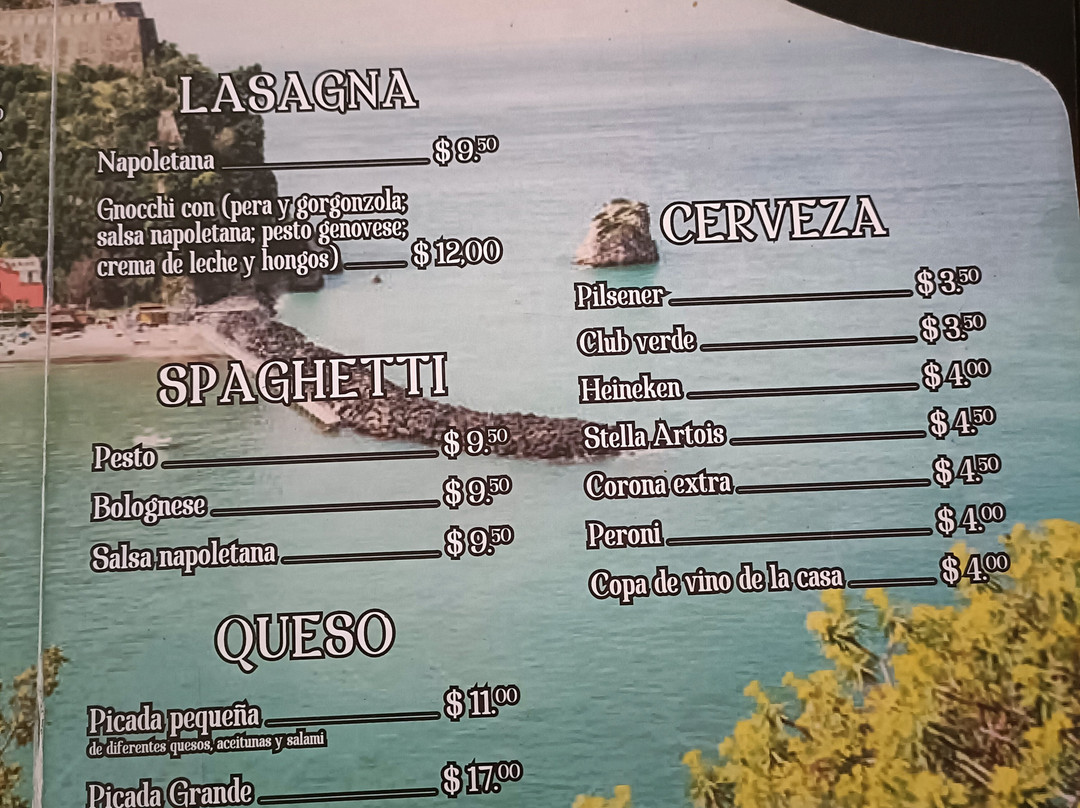 LASAGNA
Napoletana $9.50
Gnocchi con (pera y gorgonzola;
salsa napoletana; pesto genovese;
crema de leche y hongos) $12,00
SPAGHETTI
Pesto $9.50
Bolognese $9.50
Salsa napoletana $9.50
QUESO
Picada pequeña $11.00
de diferentes quesos, aceitunas y salami
Picada Grande $17.00
CERVEZA
Pilsener $3.50
Club verde $3.50
Heineken $4.00
Stella Artois $4.50
Corona extra $4.50
Peroni $4.00
Copa de vino de la casa $4.00